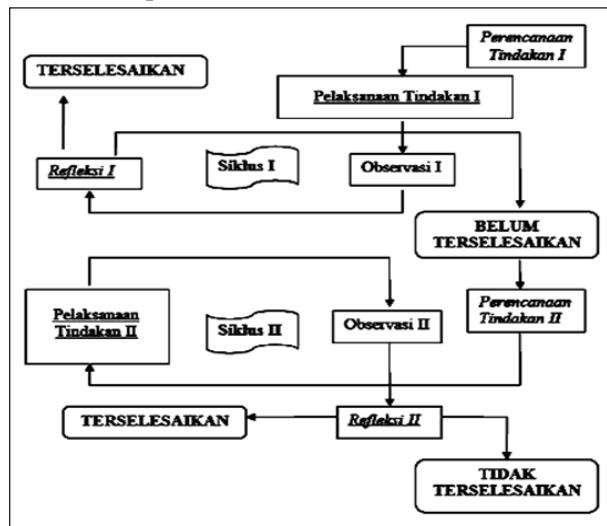 Perencanaan
Tindakan I
TERSELESAIKAN
Pelaksanaan Tindakan I
Refleksi I
Siklus I
Observasi I
BELUM
TERSELESAIKAN
Pelaksanaan
Tindakan II
Siklus II
Observasi II
Perencanaan
Tindakan II
TERSELESAIKAN
Refleksi II
TIDAK
TERSELESAIKAN